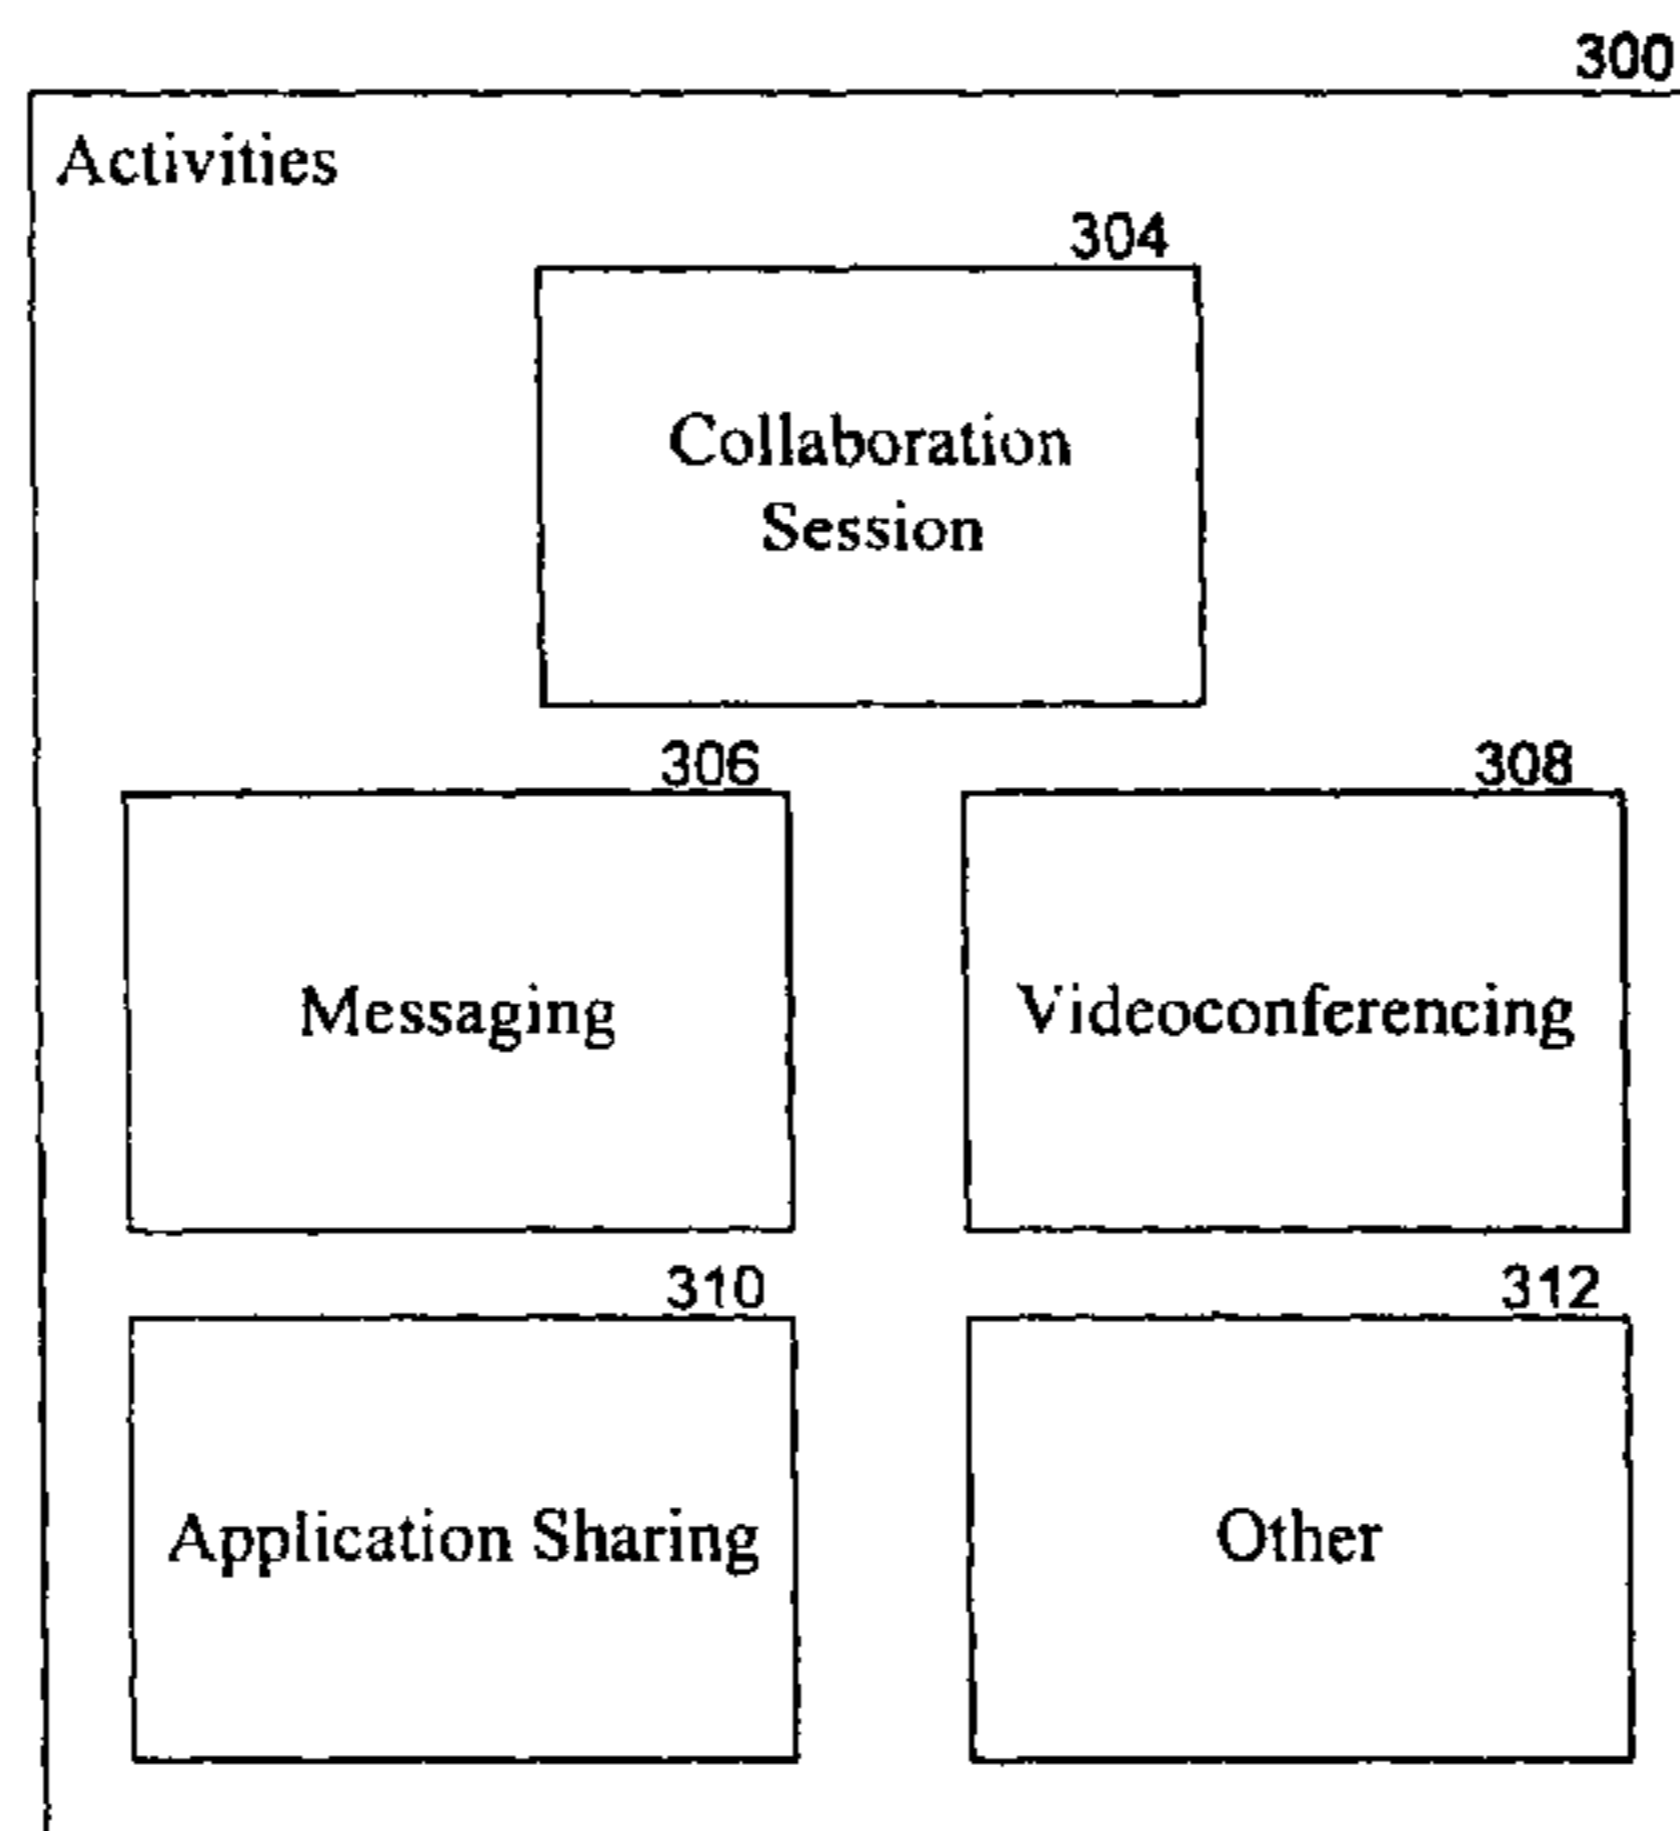 300
Activities
304
Collaboration
Session
306
308
Messaging
Videoconferencing
310
312
Application Sharing
Other